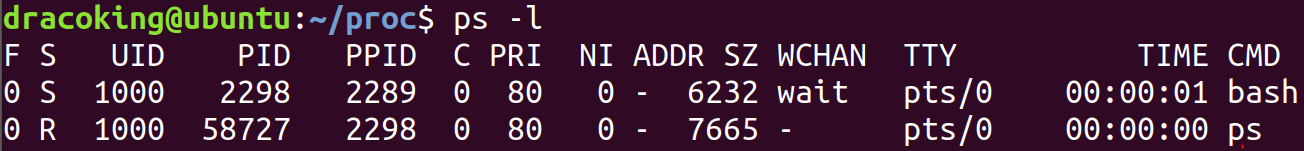 dracoking@ubuntu:~/proc$ ps -l
F S   UID    PID   PPID  C PRI  NI ADDR SZ WCHAN  TTY          TIME CMD
0 S  1000   2298   2289  0  80   0 -  6232 wait   pts/0    00:00:01 bash
0 R  1000  58727   2298  0  80   0 -  7665 -      pts/0    00:00:00 ps